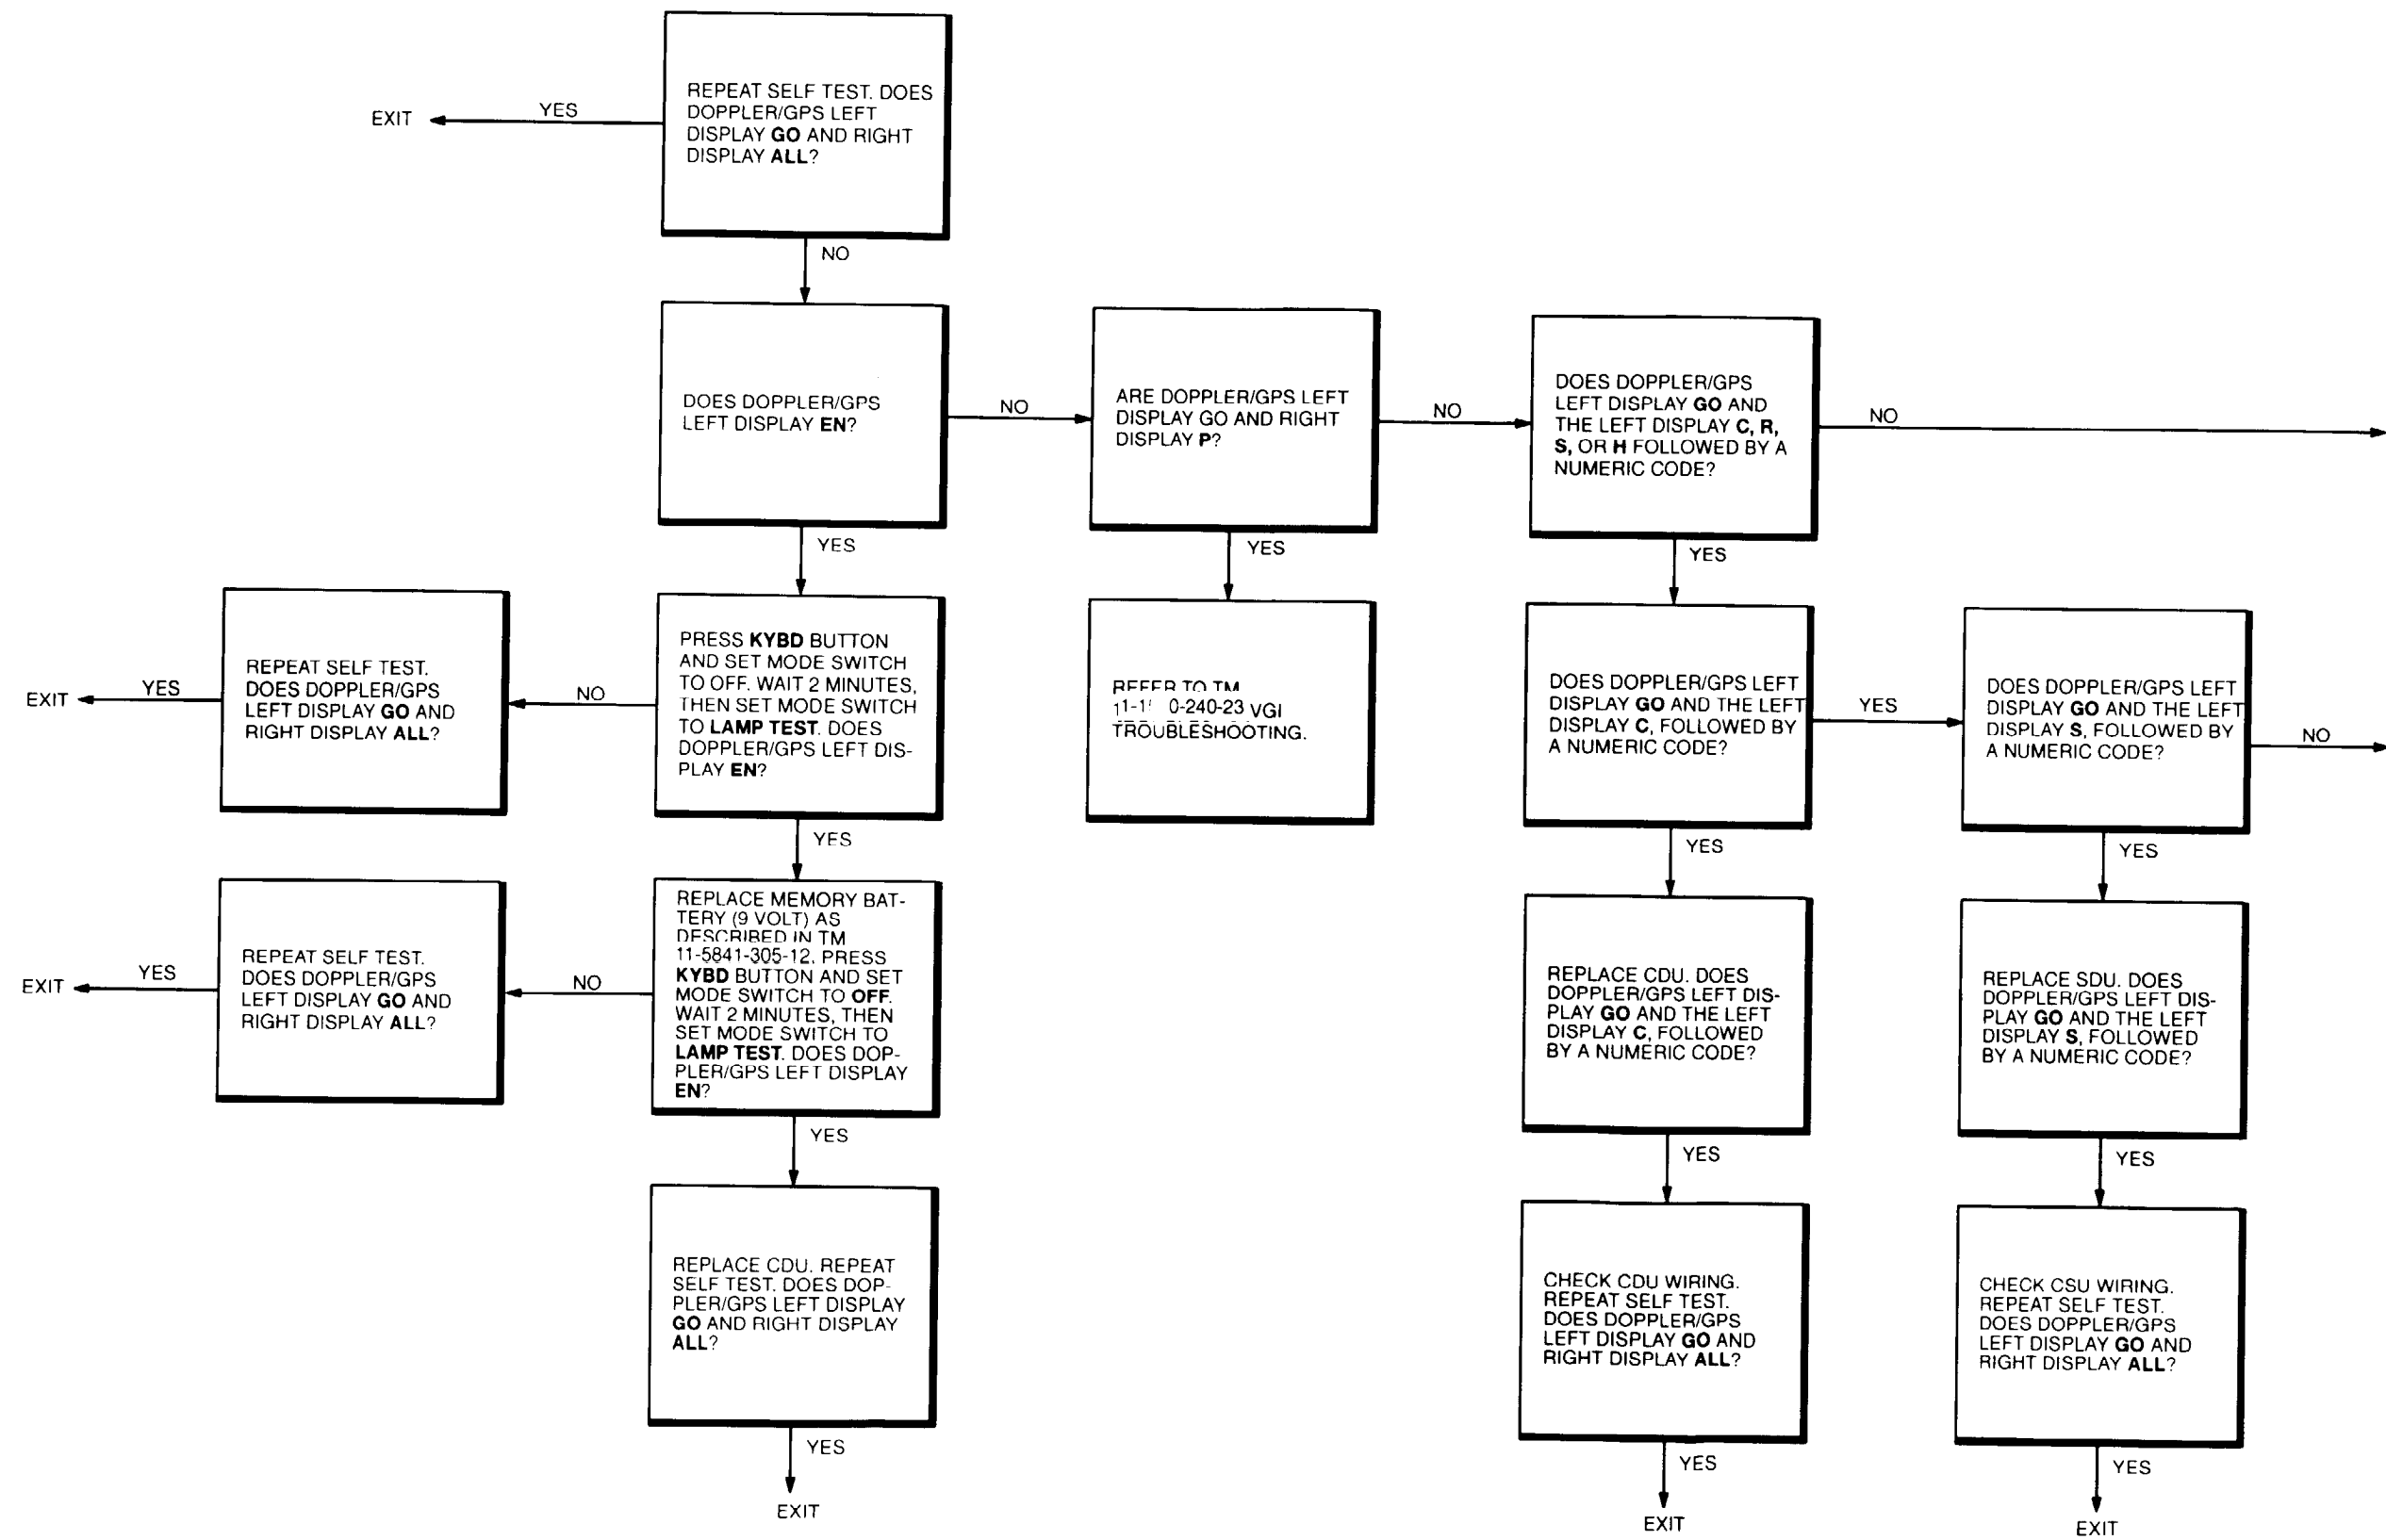 REPEAT SELF TEST. DOES
DOPPLER/GPS LEFT
DISPLAY GO AND RIGHT
DISPLAY ALL?
YES
EXIT
NO
DOES DOPPLER/GPS
LEFT DISPLAY EN?
NO
ARE DOPPLER/GPS LEFT
DISPLAY GO AND RIGHT
DISPLAY P?
NO
DOES DOPPLER/GPS
LEFT DISPLAY GO AND
THE LEFT DISPLAY C, R,
S, OR H FOLLOWED BY A
NUMERIC CODE?
NO
YES
YES
YES
REPEAT SELF TEST.
DOES DOPPLER/GPS
LEFT DISPLAY GO AND
RIGHT DISPLAY ALL?
YES
EXIT
NO
PRESS KYBD BUTTON
AND SET MODE SWITCH
TO OFF. WAIT 2 MINUTES,
THEN SET MODE SWITCH
TO LAMP TEST. DOES
DOPPLER/GPS LEFT DIS-
PLAY EN?
REFER TO TM
0-240-23 VGI
TROUBLESHOOTING.
DOES DOPPLER/GPS LEFT
DISPLAY GO AND THE LEFT
DISPLAY C, FOLLOWED BY
A NUMERIC CODE?
YES
DOES DOPPLER/GPS LEFT
DISPLAY GO AND THE LEFT
DISPLAY S, FOLLOWED BY
A NUMERIC CODE?
NO
YES
YES
YES
REPEAT SELF TEST.
DOES DOPPLER/GPS
LEFT DISPLAY GO AND
RIGHT DISPLAY ALL?
YES
EXIT
NO
REPLACE MEMORY BAT-
TERY (9 VOLT) AS
DESCRIBED IN TM
11-5841-305-12. PRESS
KYBD BUTTON AND SET
MODE SWITCH TO OFF.
WAIT 2 MINUTES, THEN
SET MODE SWITCH TO
LAMP TEST. DOES DOP-
PLER/GPS LEFT DISPLAY
EN?
REPLACE CDU. DOES
DOPPLER/GPS LEFT DIS-
PLAY GO AND THE LEFT
DISPLAY C, FOLLOWED
BY A NUMERIC CODE?
REPLACE SDU. DOES
DOPPLER/GPS LEFT DIS-
PLAY GO AND THE LEFT
DISPLAY S, FOLLOWED
BY A NUMERIC CODE?
YES
YES
YES
REPLACE CDU. REPEAT
SELF TEST. DOES DOP-
PLER/GPS LEFT DISPLAY
GO AND RIGHT DISPLAY
ALL?
CHECK CDU WIRING.
REPEAT SELF TEST.
DOES DOPPLER/GPS
LEFT DISPLAY GO AND
RIGHT DISPLAY ALL?
CHECK CSU WIRING.
REPEAT SELF TEST.
DOES DOPPLER/GPS
LEFT DISPLAY GO AND
RIGHT DISPLAY ALL?
YES
YES
YES
EXIT
EXIT
EXIT